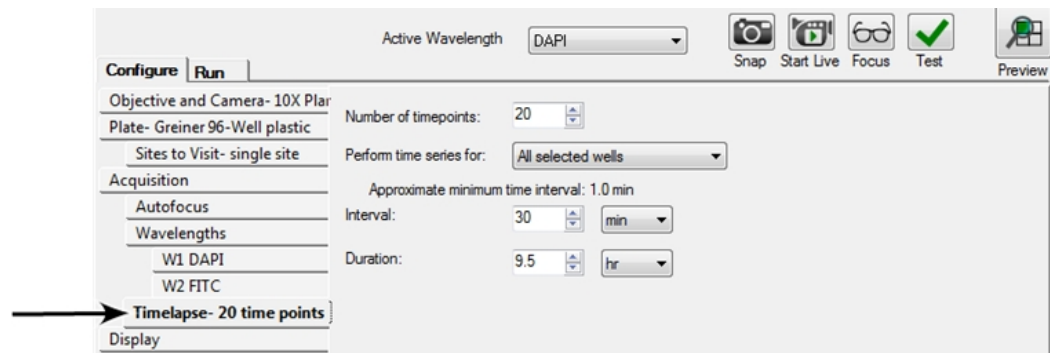 Active Wavelength DAPI
Snap Start Live Focus Test Preview
Configure Run
Objective and Camera- 10X Plan
Plate- Greiner 96-Well plastic
Sites to Visit- single site
Acquisition
Autofocus
Wavelengths
W1 DAPI
W2 FITC
Timelapse- 20 time points
Display
Number of timepoints: 20
Perform time series for: All selected wells
Approximate minimum time interval: 1.0 min
Interval: 30 min
Duration: 9.5 hr